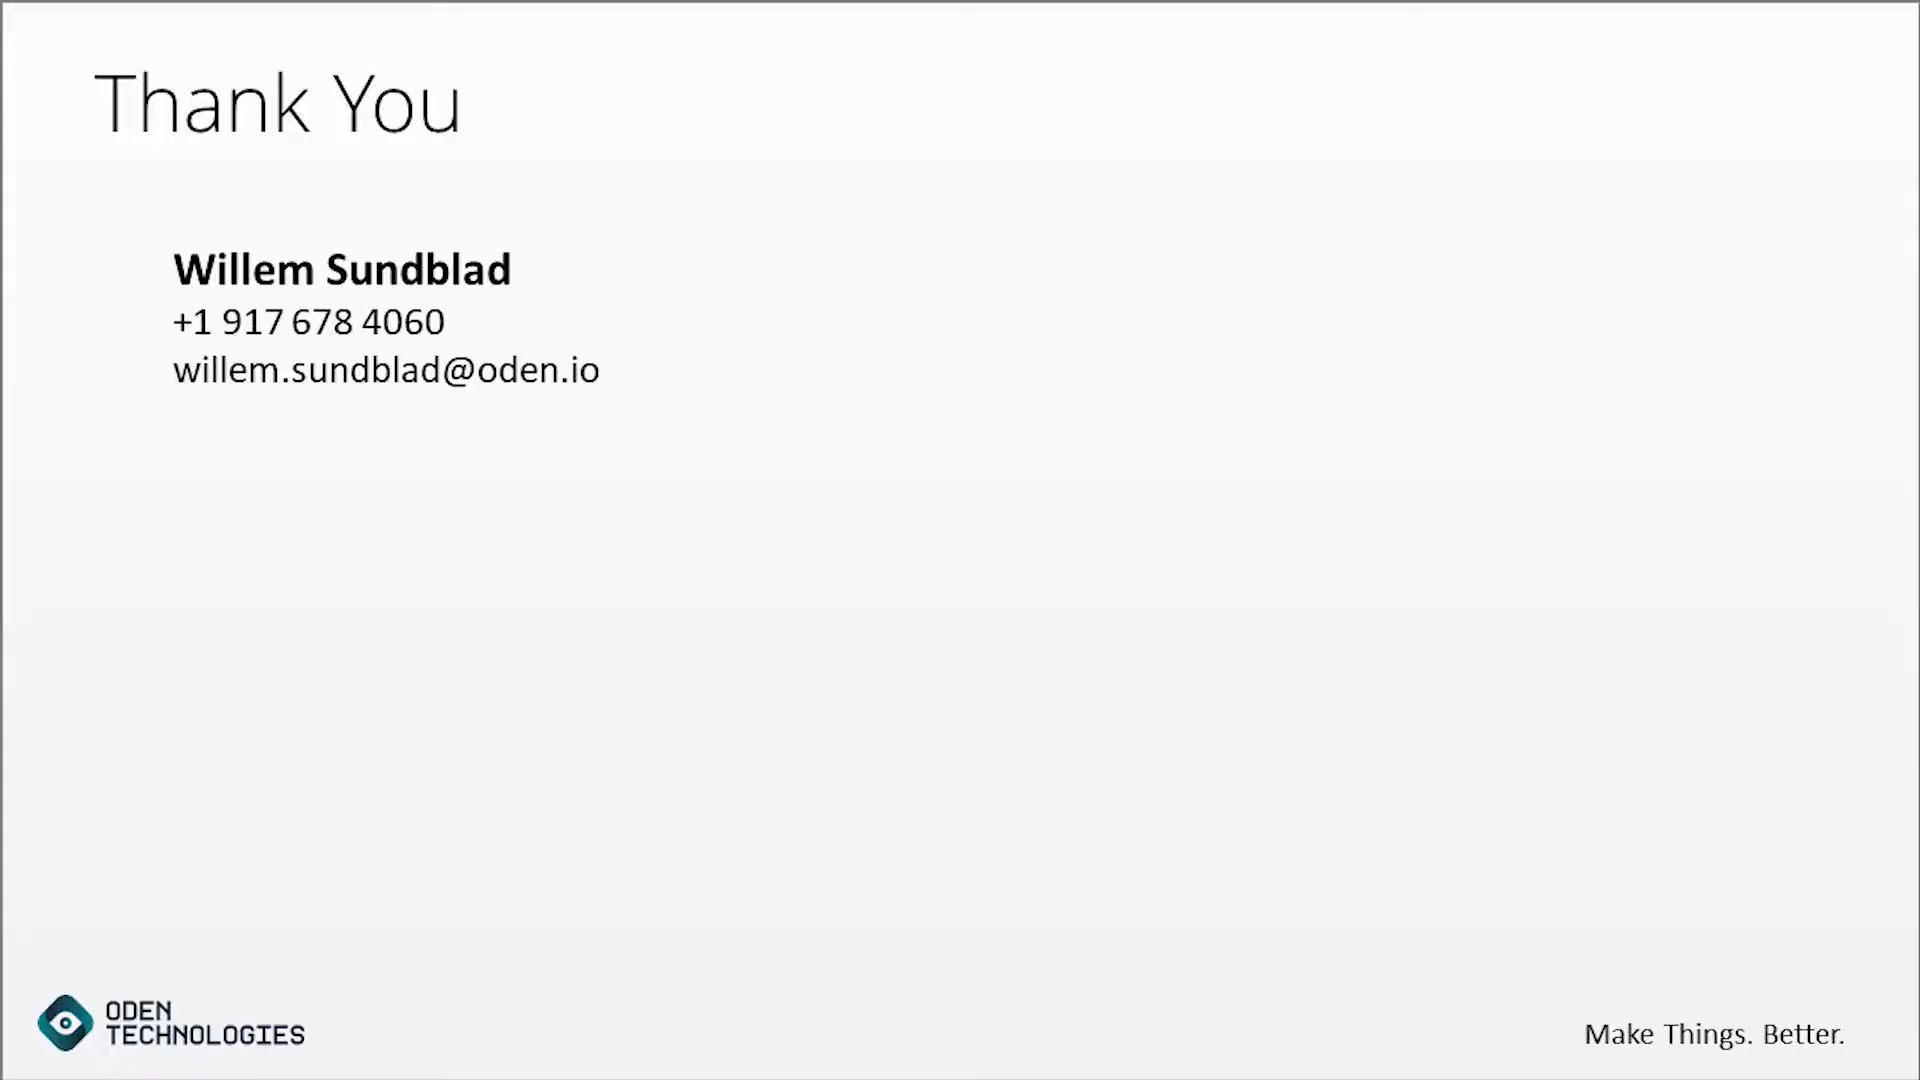 Thank You
Willem Sundblad
+1 917 678 4060
willem.sundblad@oden.io
ODEN
TECHNOLOGIES
Make Things. Better.